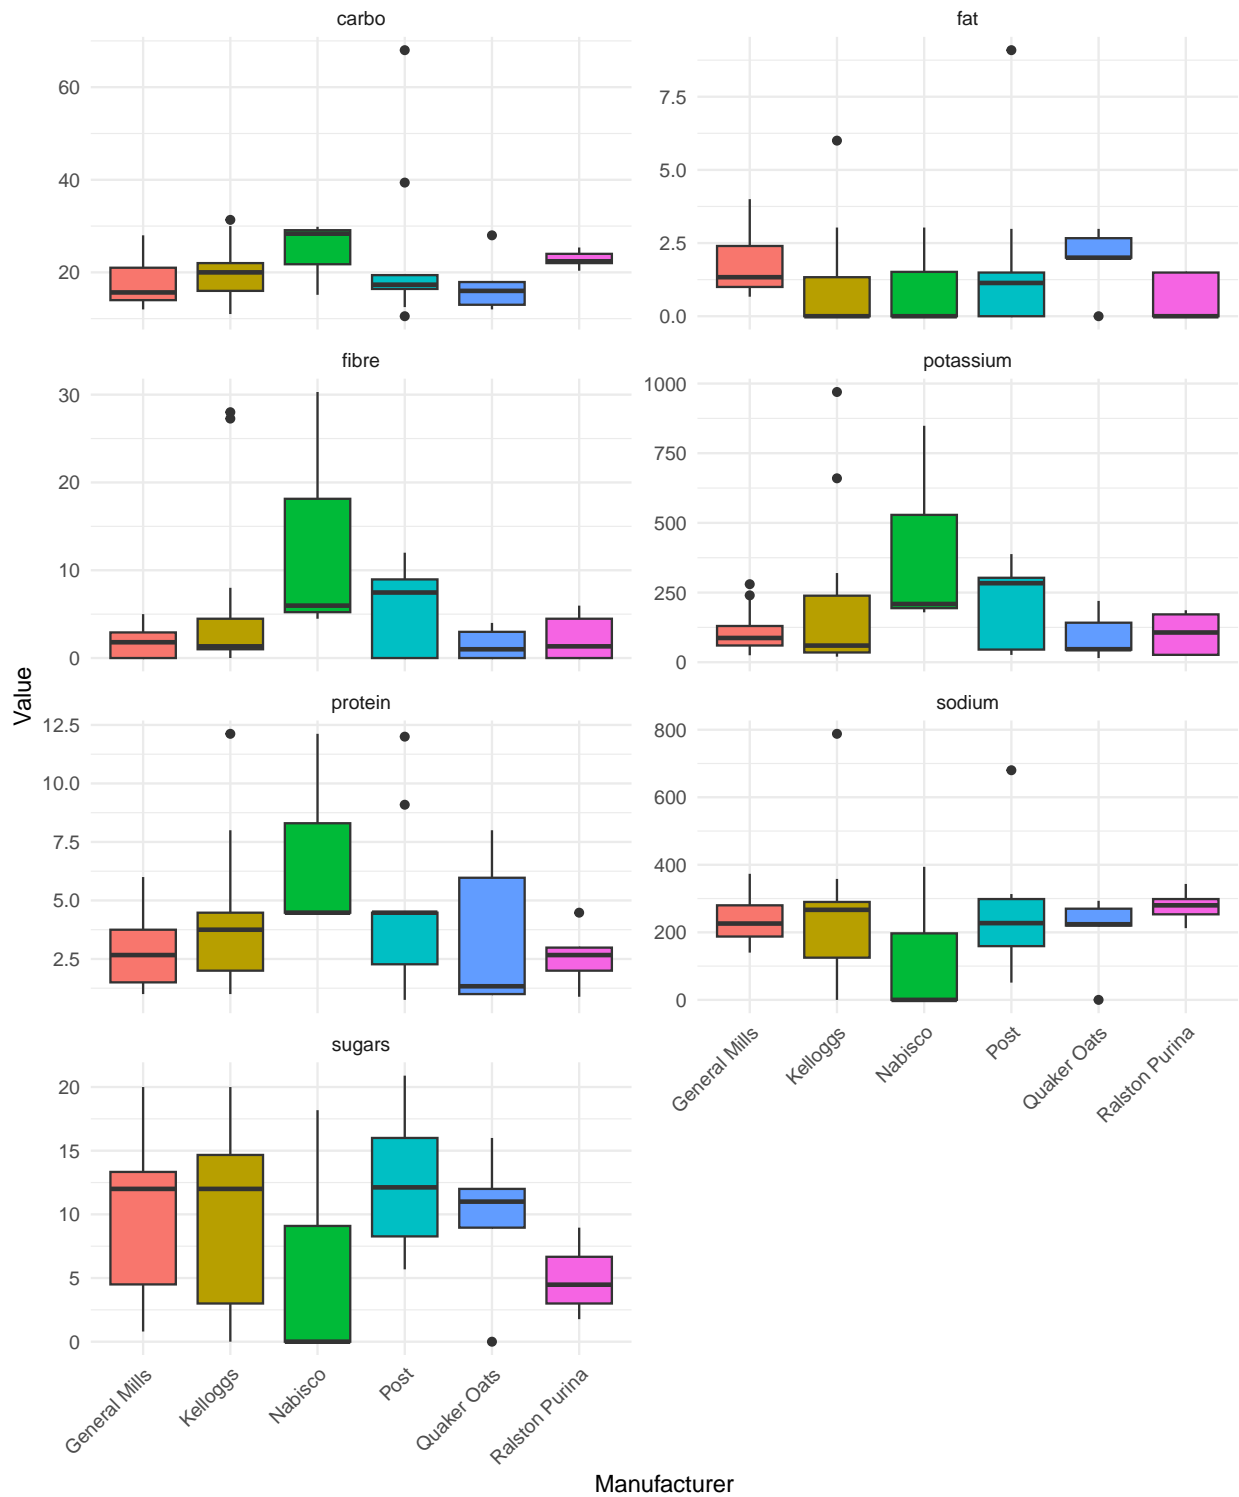 carbo
fat
60
40
20
7.5
5.0
2.5
0.0
fibre
potassium
30
20
10
0
1000
750
500
250
0
protein
sodium
12.5
10.0
7.5
5.0
2.5
800
600
400
200
0
General Mills
Kelloggs
Nabisco
Post
Quaker Oats
Ralston Purina
sugars
20
15
10
5
0
General Mills
Kelloggs
Nabisco
Post
Quaker Oats
Ralston Purina
Value
Manufacturer